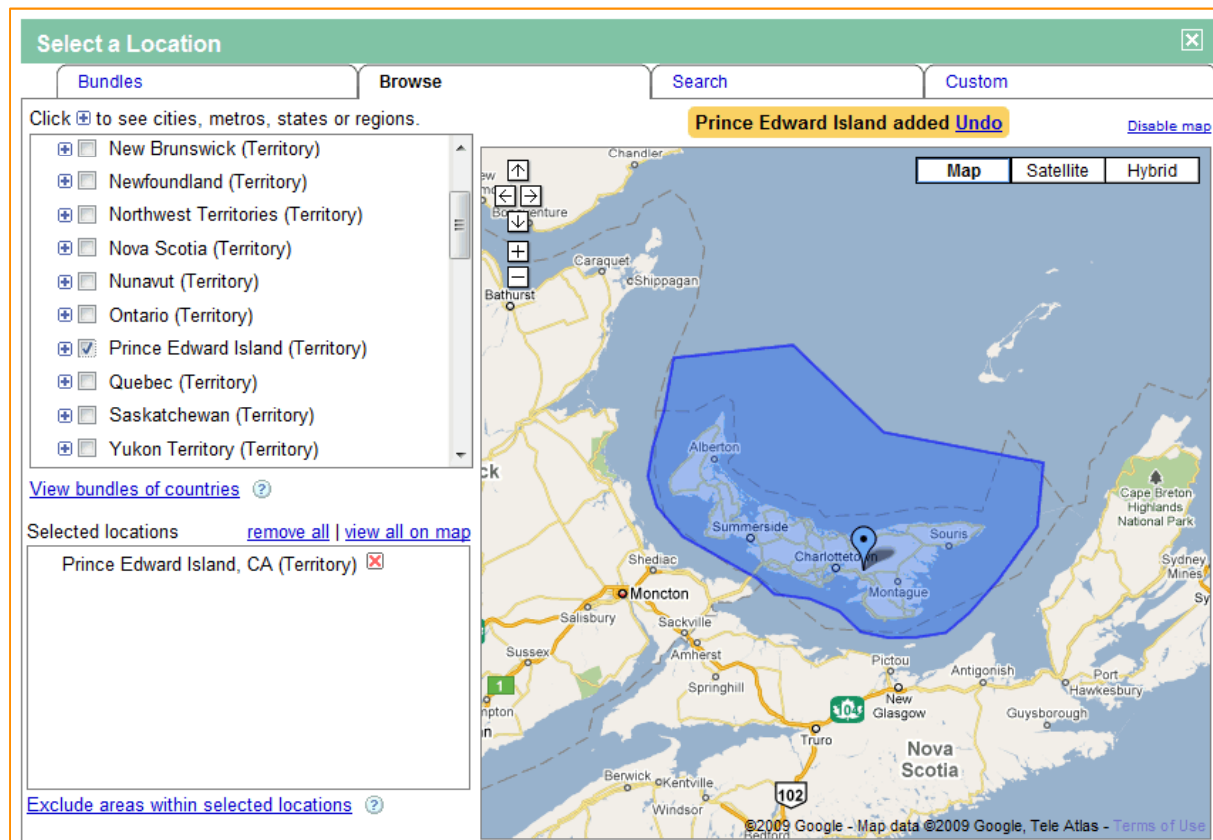 Select a Location
Bundles
Browse
Search
Custom
Click to see cities, metros, states or regions.
Prince Edward Island added Undo
Disable map
New Brunswick (Territory)
Newfoundland (Territory)
Northwest Territories (Territory)
Nova Scotia (Territory)
Nunavut (Territory)
Ontario (Territory)
Prince Edward Island (Territory)
Quebec (Territory)
Saskatchewan (Territory)
Yukon Territory (Territory)
View bundles of countries ?
Selected locations remove all | view all on map
Prince Edward Island, CA (Territory)
Exclude areas within selected locations ?
Map
Satellite
Hybrid
Chandler
Caraquet
Shippagan
Bathurst
Alberton
ck
Cape Breton
Highlands
National Park
Summerside
Souris
Charlottetown
Montague
Shediac
Moncton
Sydney
Mines
Sy
Salisbury
Sackville
Sussex
Amherst
Pictou
Antigonish
Port
Hawkesbury
1
Springhill
New
Glasgow
104
Guysborough
mpton
Truro
Nova
Scotia
Berwick
Kentville
102
Windsor
Bedford
©2009 Google - Map data ©2009 Google, Tele Atlas - Terms of Use